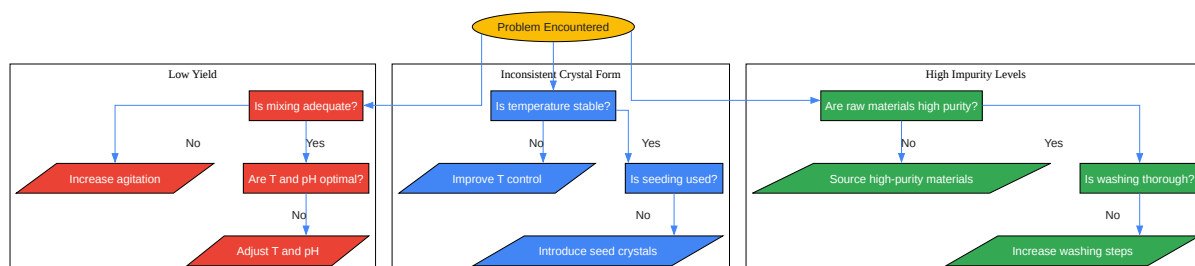 Problem Encountered
Low Yield
Inconsistent Crystal Form
High Impurity Levels
Is mixing adequate?
Is temperature stable?
Are raw materials high purity?
No
Yes
No
Yes
No
Yes
Increase agitation
Are T and pH optimal?
Improve T control
Is seeding used?
Source high-purity materials
Is washing thorough?
No
No
No
Adjust T and pH
Introduce seed crystals
Increase washing steps